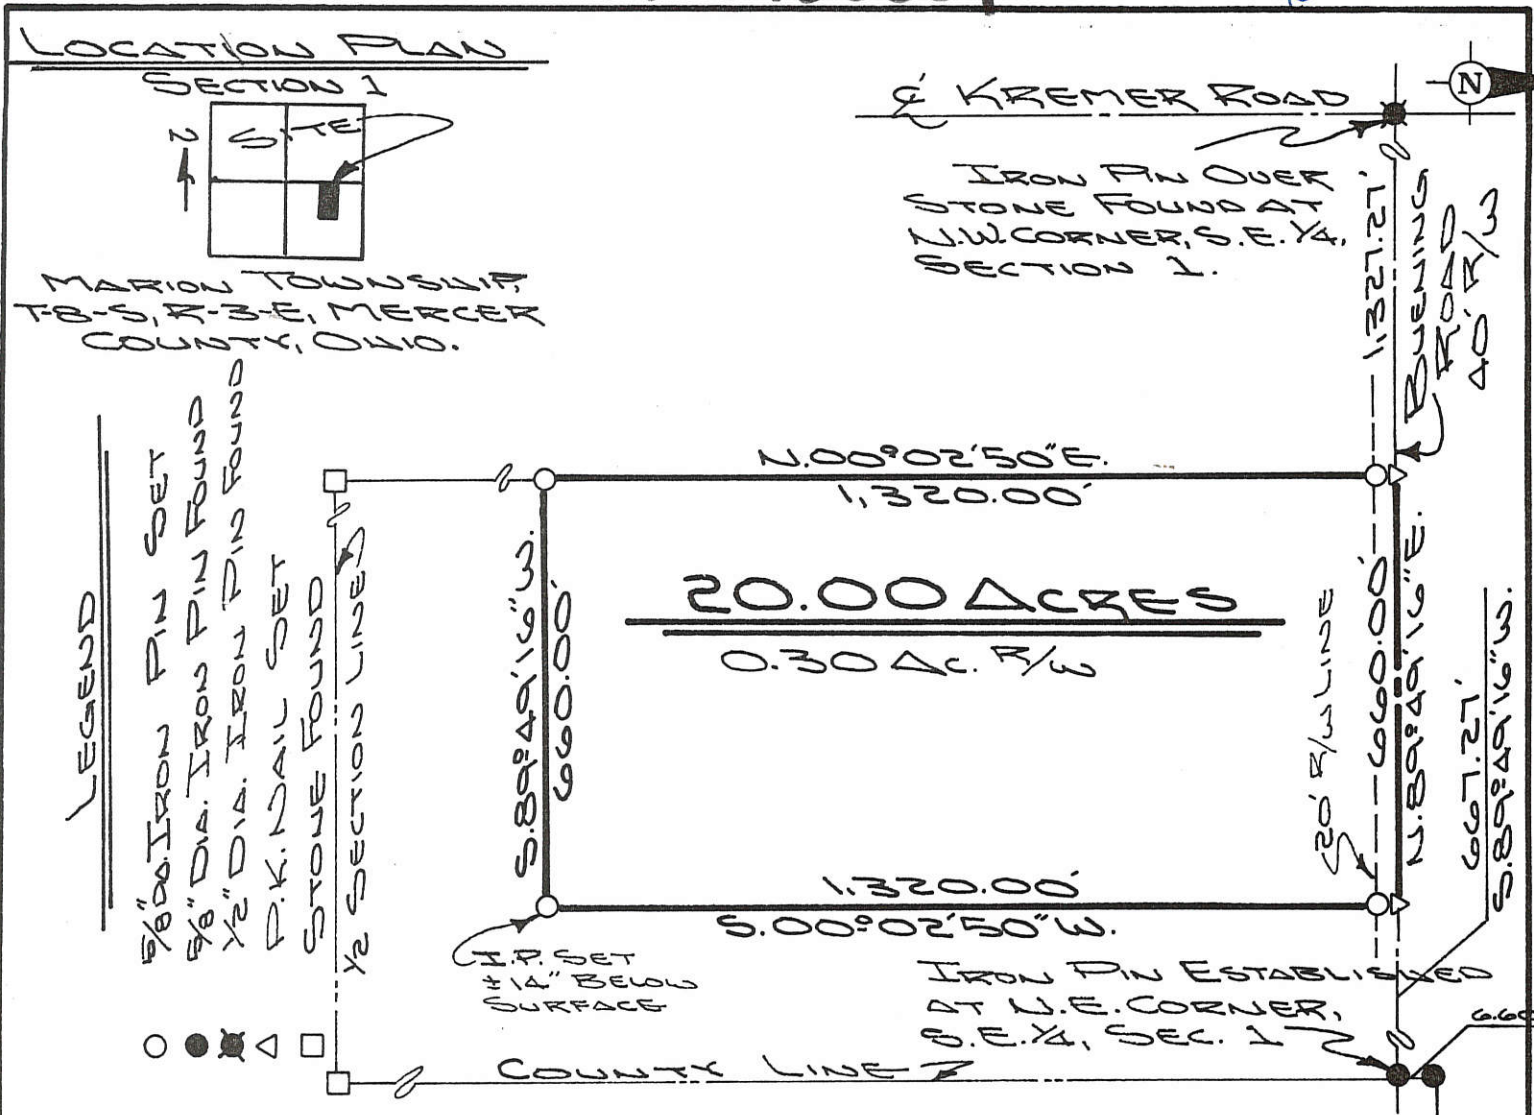 LOCATION PLAN
SECTION 1
N
SITE
MARION TOWNSHIP,
T-8-S, R-3-E, MERCER
COUNTY, OHIO.
℄ KREMER ROAD
N
IRON PIN OVER
STONE FOUND AT
N.W. CORNER, S.E. 1/4,
SECTION 1.
1,327.27'
BUENING
ROAD
40' R/W
LEGEND
5/8" DIA. IRON PIN SET
5/8" DIA. IRON PIN FOUND
1/2" DIA. IRON PIN FOUND
P.K. NAIL SET
STONE FOUND
1/2 SECTION LINE
N.00°02'50"E.
1,320.00'
S.89°49'16"W.
660.00'
20.00 ACRES
0.30 AC. R/W
20' R/W LINE
660.00'
N.89°49'16"E.
667.27'
S.89°49'16"W.
1,320.00'
S.00°02'50"W.
I.P. SET
±14" BELOW
SURFACE
IRON PIN ESTABLISHED
AT N.E. CORNER,
S.E. 1/4, SEC. 1
COUNTY LINE